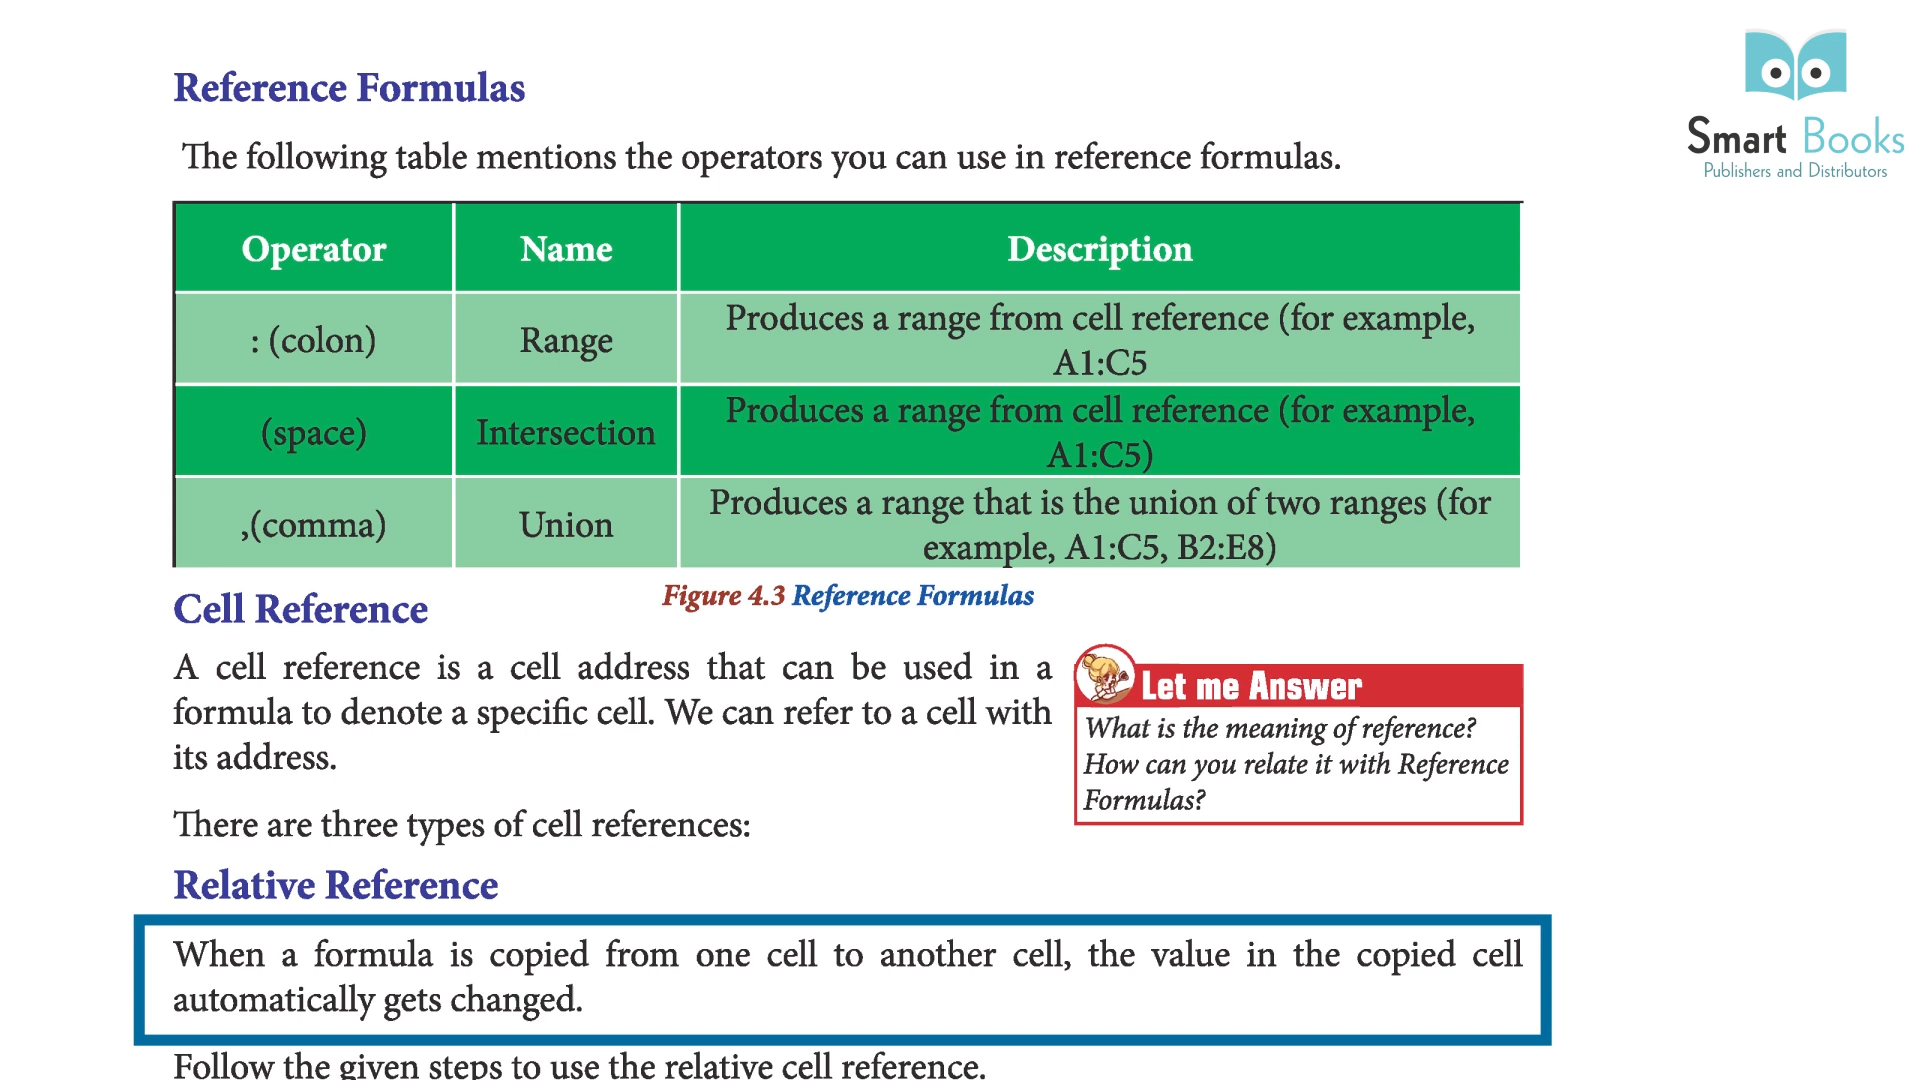 Reference Formulas
The following table mentions the operators you can use in reference formulas.
Smart Books
Publishers and Distributors
Operator Name Description
: (colon) Range Produces a range from cell reference (for example,
A1:C5
(space) Intersection Produces a range from cell reference (for example,
A1:C5)
,(comma) Union Produces a range that is the union of two ranges (for
example, A1:C5, B2:E8)
Figure 4.3 Reference Formulas
Cell Reference
A cell reference is a cell address that can be used in a
formula to denote a specific cell. We can refer to a cell with
its address.
Let me Answer
What is the meaning of reference?
How can you relate it with Reference
Formulas?
There are three types of cell references:
Relative Reference
When a formula is copied from one cell to another cell, the value in the copied cell
automatically gets changed.
Follow the given steps to use the relative cell reference.